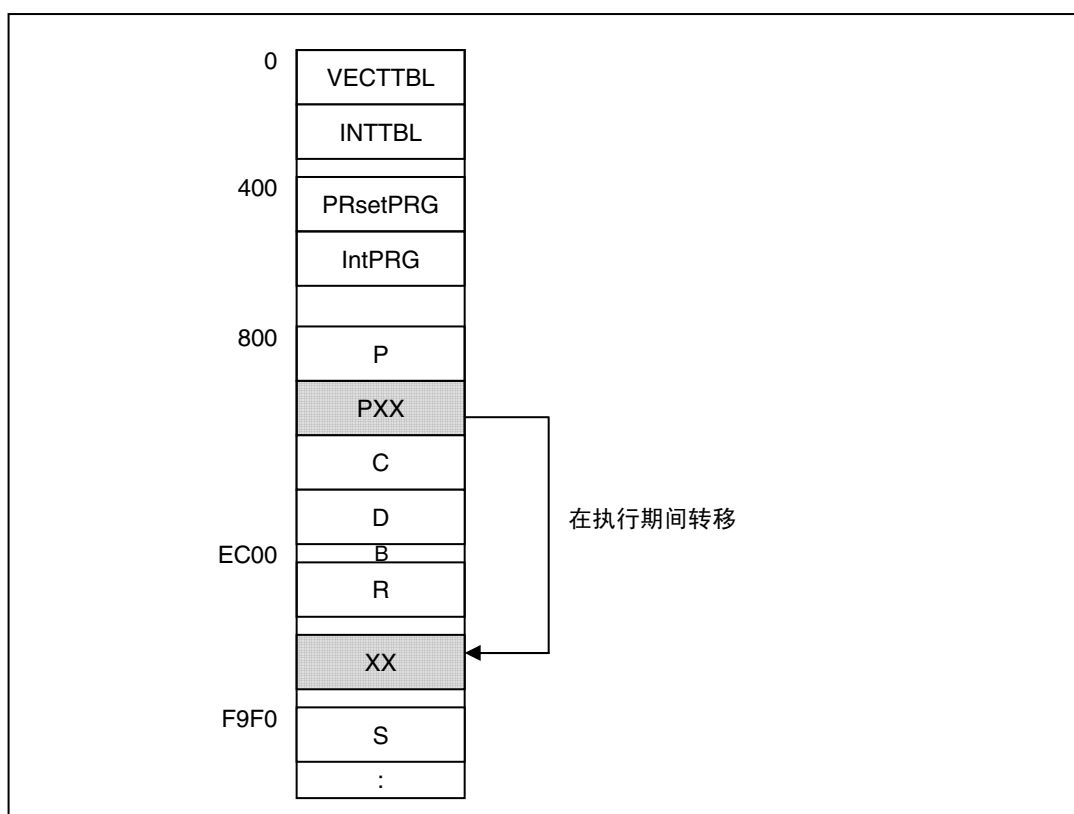 0
VECTTBL
INTTBL
400
PRsetPRG
IntPRG
800
P
PXX
C
D
在执行期间转移
EC00
B
R
XX
F9F0
S
: